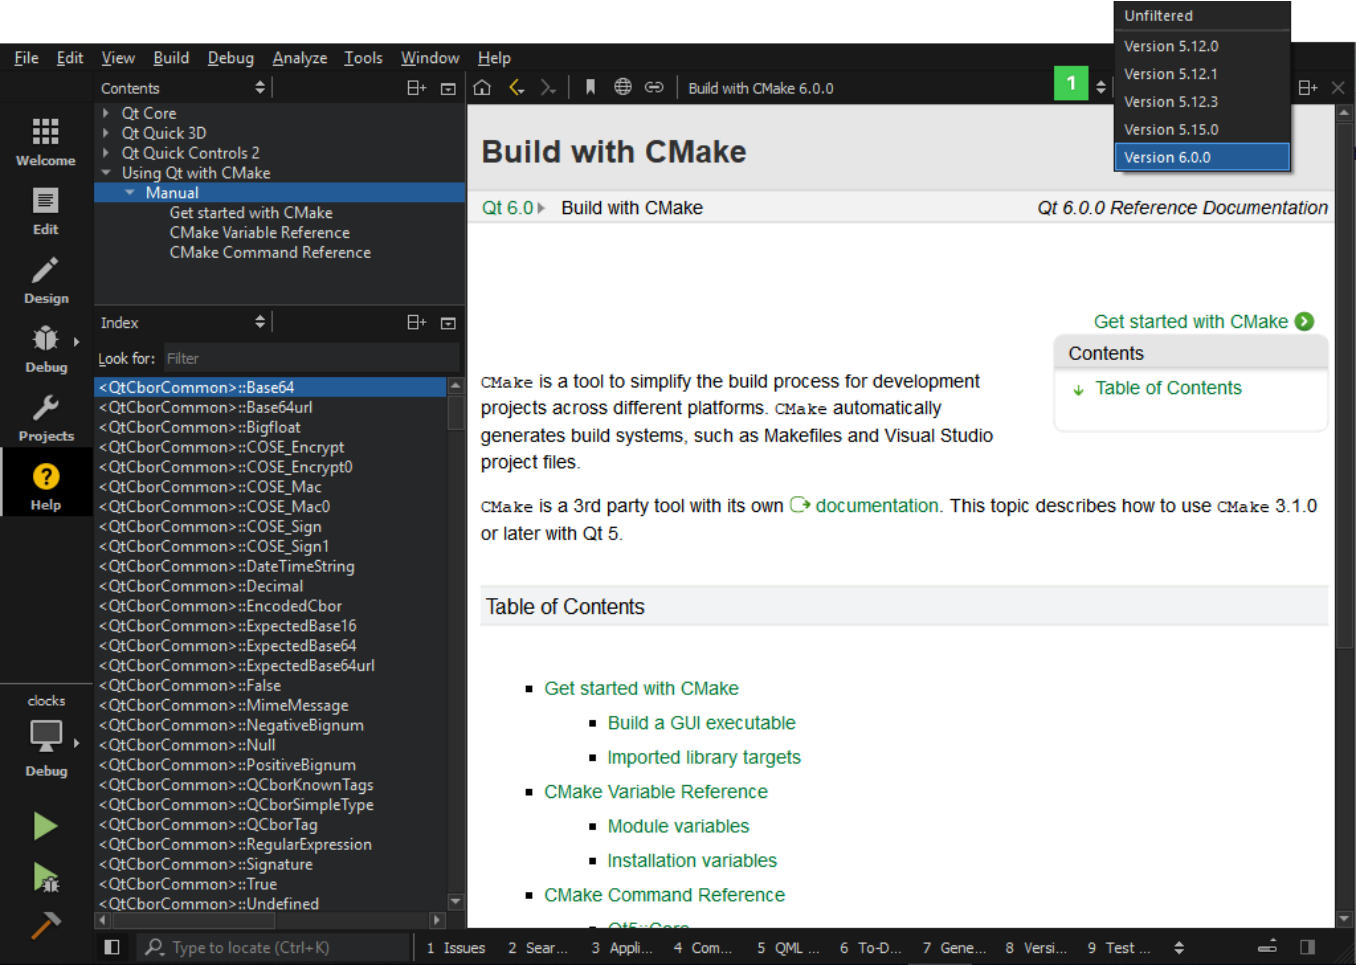 Unfiltered
Version 5.12.0
Version 5.12.1
Version 5.12.3
Version 5.15.0
Version 6.0.0
File Edit View Build Debug Analyze Tools Window Help
Contents
Build with CMake 6.0.0
1
Welcome
Edit
Design
Debug
Projects
Help
clocks
Debug
Qt Core
Qt Quick 3D
Qt Quick Controls 2
Using Qt with CMake
Manual
Get started with CMake
CMake Variable Reference
CMake Command Reference
Index
Look for: Filter
<QtCborCommon>::Base64
<QtCborCommon>::Base64url
<QtCborCommon>::Bigfloat
<QtCborCommon>::COSE_Encrypt
<QtCborCommon>::COSE_Encrypt0
<QtCborCommon>::COSE_Mac
<QtCborCommon>::COSE_Mac0
<QtCborCommon>::COSE_Sign
<QtCborCommon>::COSE_Sign1
<QtCborCommon>::DateTimeString
<QtCborCommon>::Decimal
<QtCborCommon>::EncodedCbor
<QtCborCommon>::ExpectedBase16
<QtCborCommon>::ExpectedBase64
<QtCborCommon>::ExpectedBase64url
<QtCborCommon>::False
<QtCborCommon>::MimeMessage
<QtCborCommon>::NegativeBignum
<QtCborCommon>::Null
<QtCborCommon>::PositiveBignum
<QtCborCommon>::QCborKnownTags
<QtCborCommon>::QCborSimpleType
<QtCborCommon>::QCborTag
<QtCborCommon>::RegularExpression
<QtCborCommon>::Signature
<QtCborCommon>::True
<QtCborCommon>::Undefined
Build with CMake
Qt 6.0 Build with CMake
Qt 6.0.0 Reference Documentation
Get started with CMake
Contents
Table of Contents
CMake is a tool to simplify the build process for development
projects across different platforms. CMake automatically
generates build systems, such as Makefiles and Visual Studio
project files.
CMake is a 3rd party tool with its own documentation. This topic describes how to use CMake 3.1.0
or later with Qt 5.
Table of Contents
Get started with CMake
Build a GUI executable
Imported library targets
CMake Variable Reference
Module variables
Installation variables
CMake Command Reference
Qt5::Core
Type to locate (Ctrl+K)
1 Issues 2 Sear... 3 Appli... 4 Com... 5 QML ... 6 To-D... 7 Gene... 8 Versi... 9 Test ...